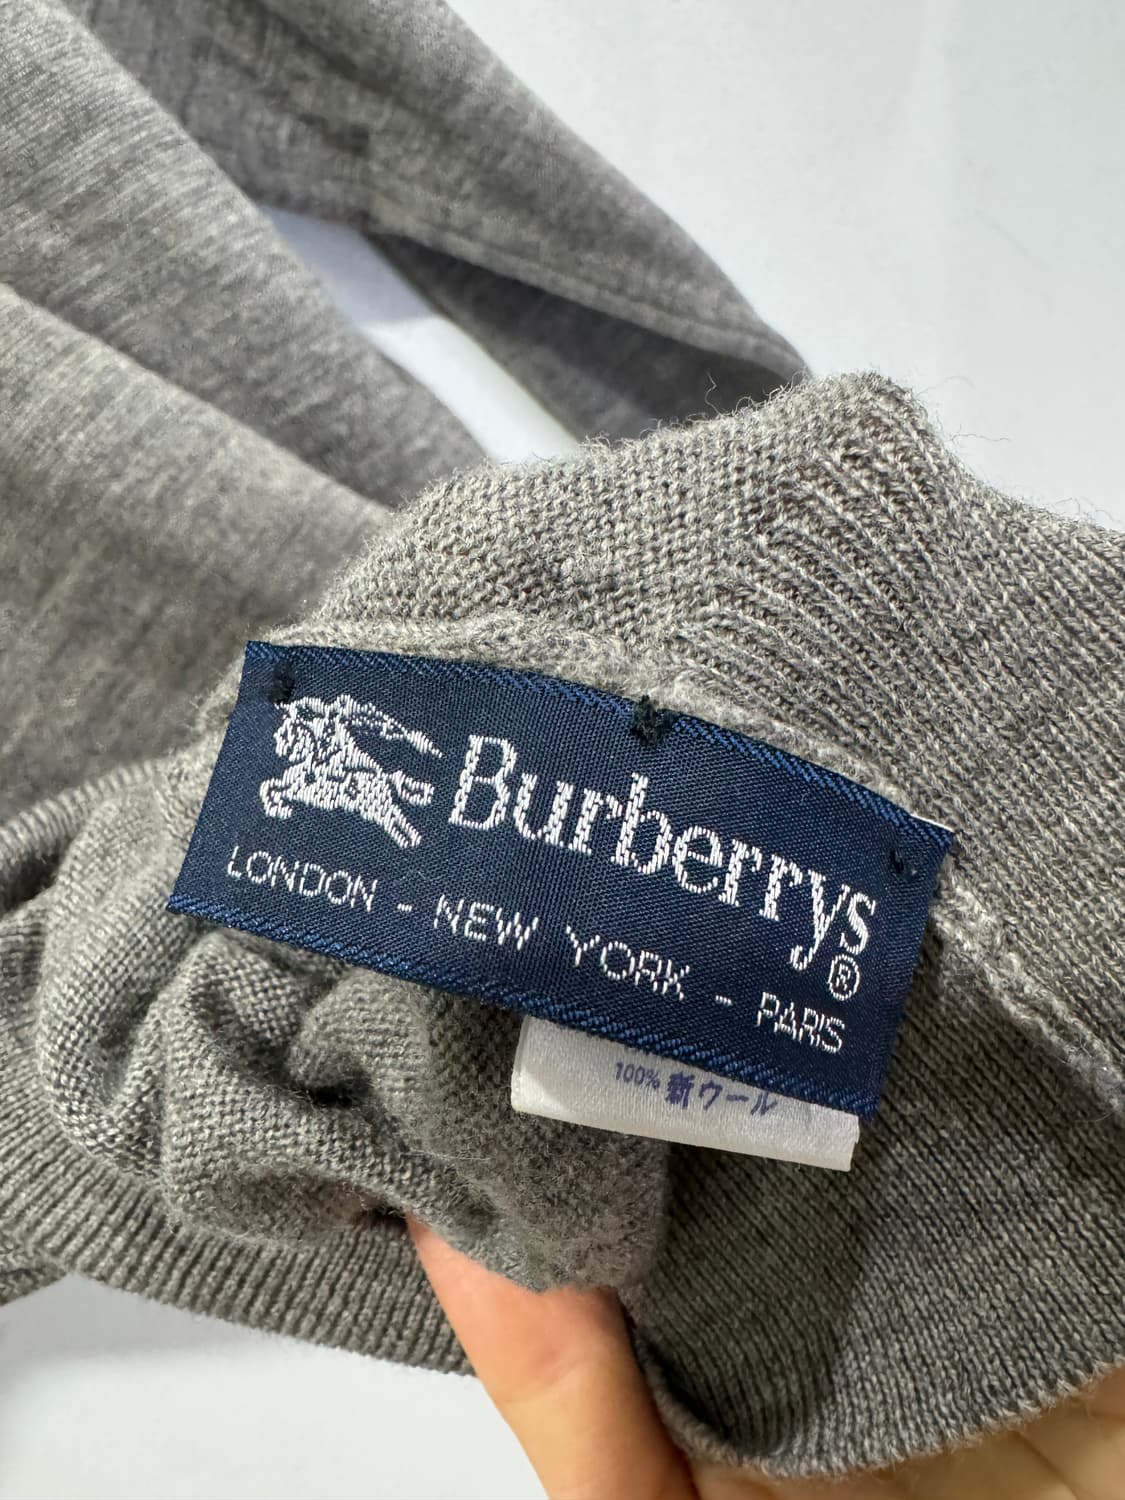 Burberrys®
LONDON - NEW YORK - PARIS
100% 新ウール